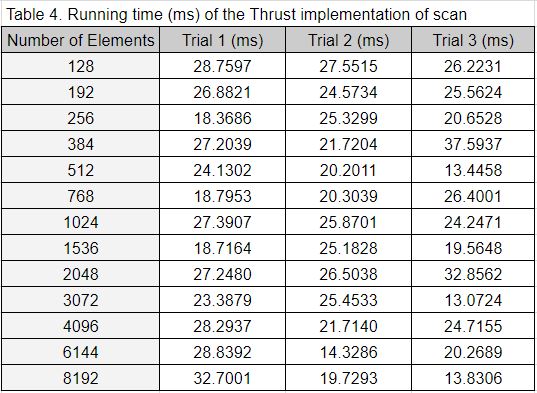 Table 4. Running time (ms) of the Thrust implementation of scan
Number of Elements Trial 1 (ms) Trial 2 (ms) Trial 3 (ms)
128 28.7597 27.5515 26.2231
192 26.8821 24.5734 25.5624
256 18.3686 25.3299 20.6528
384 27.2039 21.7204 37.5937
512 24.1302 20.2011 13.4458
768 18.7953 20.3039 26.4001
1024 27.3907 25.8701 24.2471
1536 18.7164 25.1828 19.5648
2048 27.2480 26.5038 32.8562
3072 23.3879 25.4533 13.0724
4096 28.2937 21.7140 24.7155
6144 28.8392 14.3286 20.2689
8192 32.7001 19.7293 13.8306